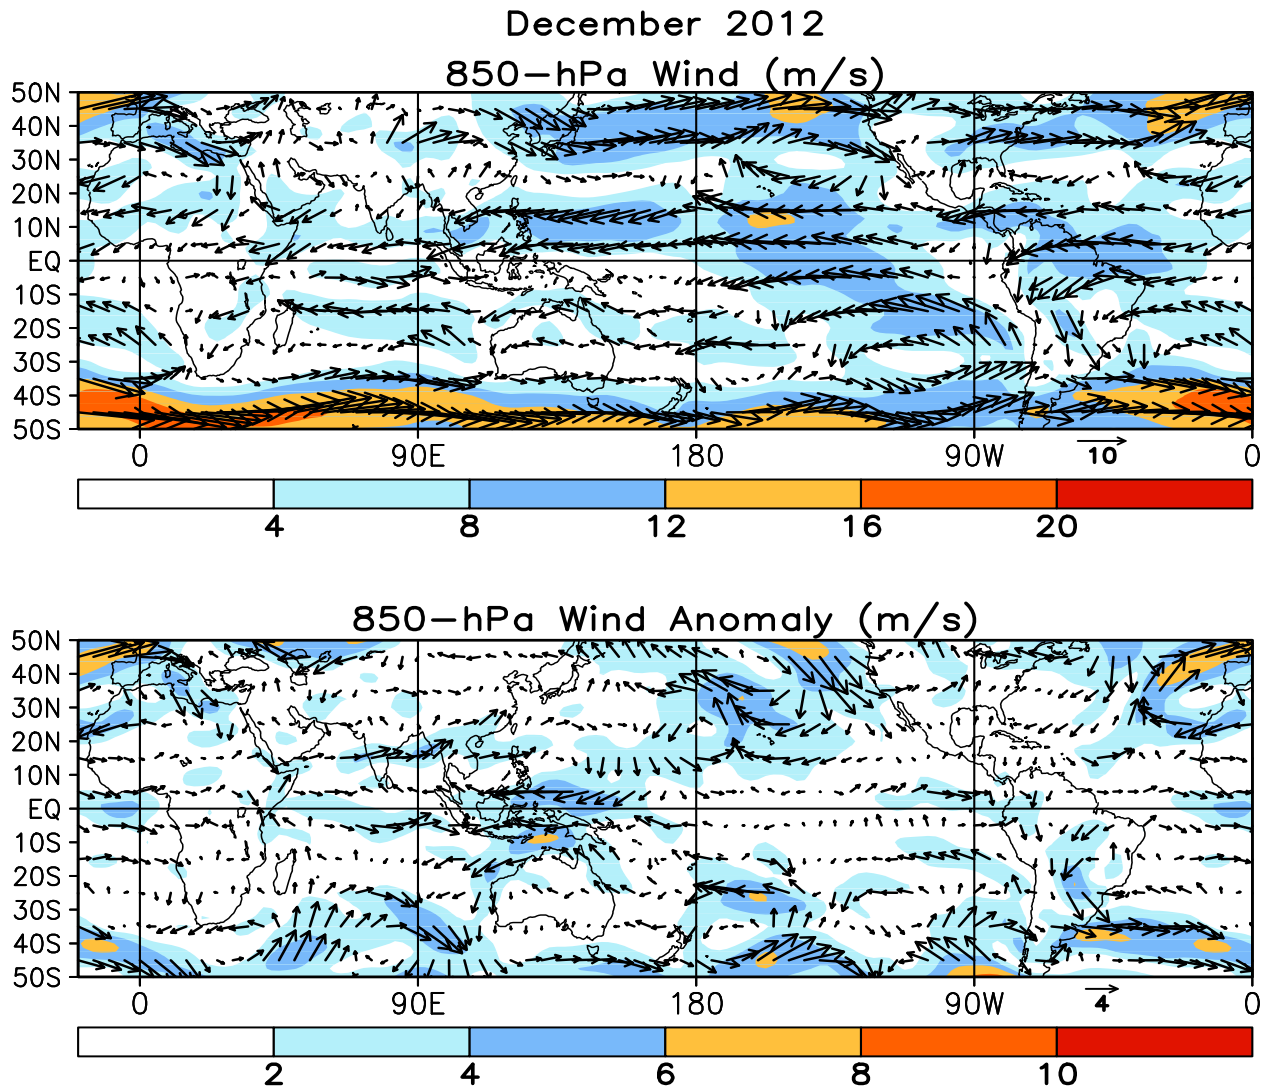 December 2012
850-hPa Wind (m/s)
50N
40N
30N
20N
10N
EQ
10S
20S
30S
40S
50S
0 90E 180 90W 0
10
4 8 12 16 20
850-hPa Wind Anomaly (m/s)
50N
40N
30N
20N
10N
EQ
10S
20S
30S
40S
50S
0 90E 180 90W 0
4
2 4 6 8 10